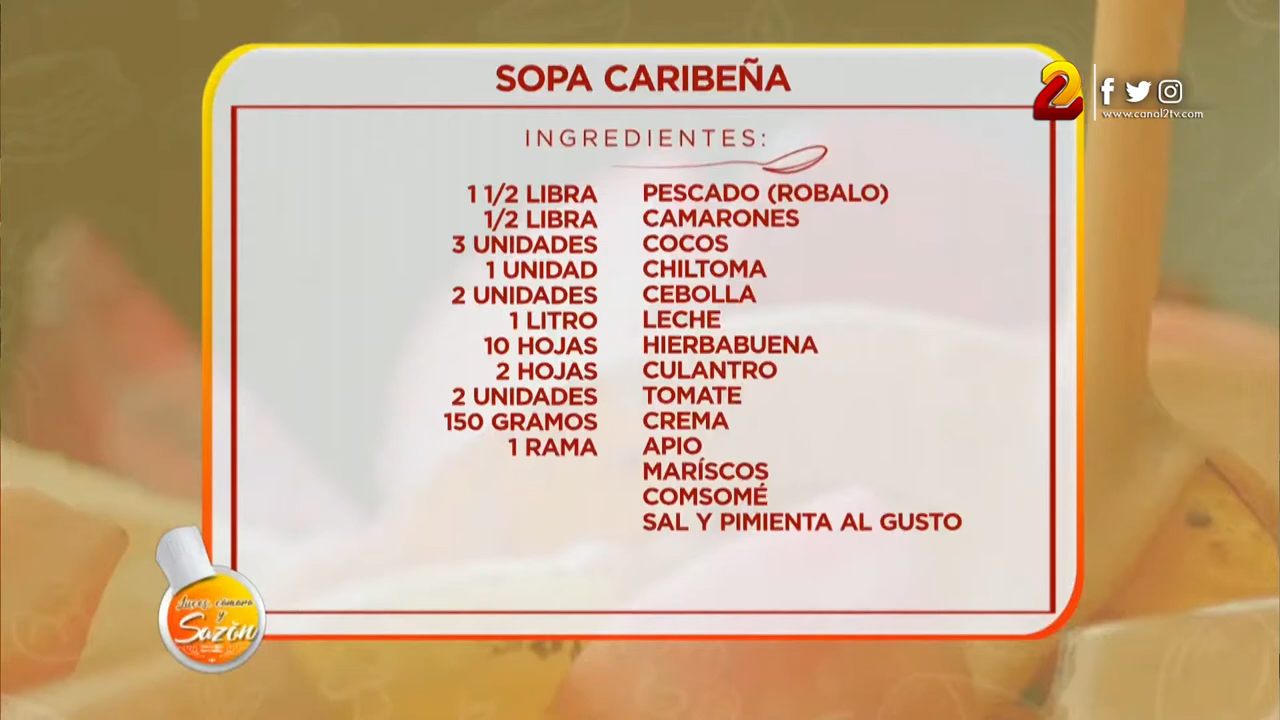 SOPA CARIBEÑA
2
www.canal2tv.com
INGREDIENTES:
1 1/2 LIBRA PESCADO (ROBALO)
1/2 LIBRA CAMARONES
3 UNIDADES COCOS
1 UNIDAD CHILTOMA
2 UNIDADES CEBOLLA
1 LITRO LECHE
10 HOJAS HIERBABUENA
2 HOJAS CULANTRO
2 UNIDADES TOMATE
150 GRAMOS CREMA
1 RAMA APIO
MARÍSCOS
COMSOMÉ
SAL Y PIMIENTA AL GUSTO
Luces, cámara
y
Sazón